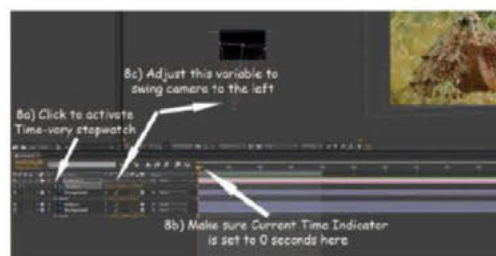 8c) Adjust this variable to
swing camera to the left
8a) Click to activate
Time-vary stopwatch
8b) Make sure Current Time Indicator
is set to 0 seconds here